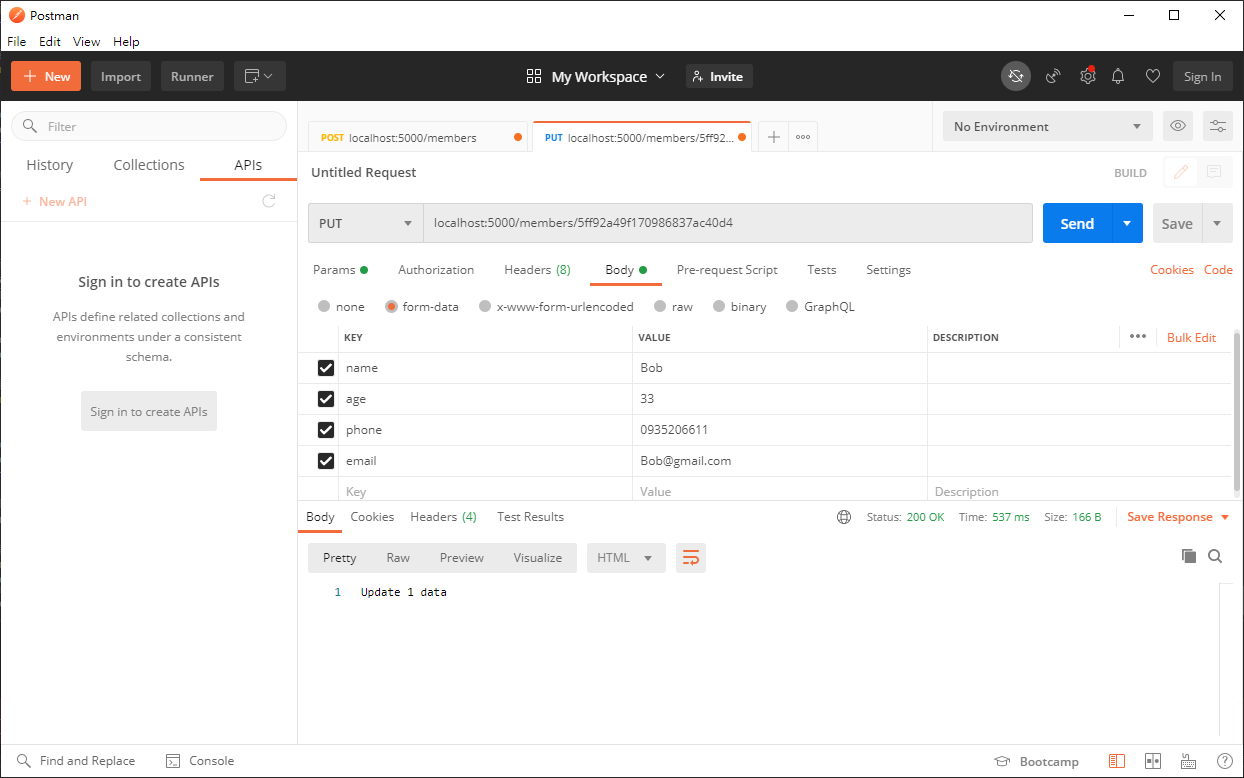 Postman
File Edit View Help
+ New Import Runner My Workspace Invite Sign In
Filter
History Collections APIs
+ New API
Sign in to create APIs
APIs define related collections and
environments under a consistent
schema.
Sign in to create APIs
POST localhost:5000/members PUT localhost:5000/members/5ff92... + ooo No Environment
Untitled Request BUILD
PUT localhost:5000/members/5ff92a49f170986837ac40d4 Send Save
Params Authorization Headers (8) Body Pre-request Script Tests Settings Cookies Code
none form-data x-www-form-urlencoded raw binary GraphQL
KEY VALUE DESCRIPTION ••• Bulk Edit
name Bob
age 33
phone 0935206611
email Bob@gmail.com
Key Value Description
Body Cookies Headers (4) Test Results Status: 200 OK Time: 537 ms Size: 166 B Save Response
Pretty Raw Preview Visualize HTML
1 Update 1 data
Find and Replace Console Bootcamp ?